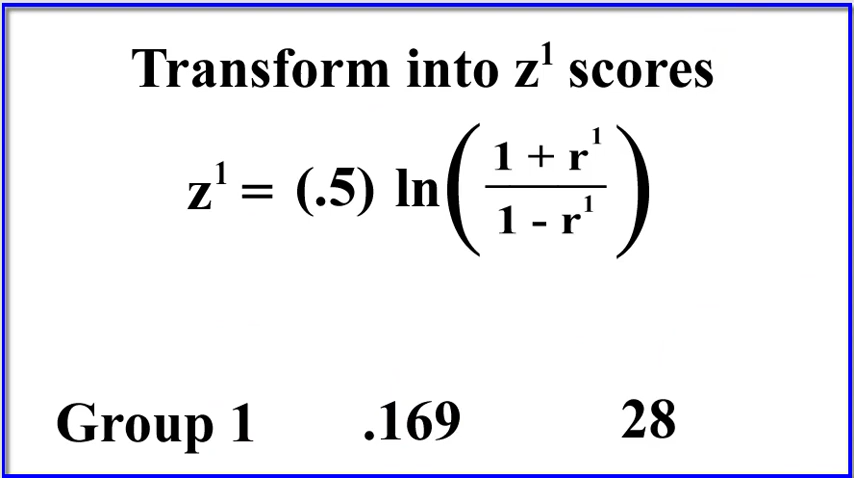 Transform into z¹ scores
z¹ = (.5) ln( (1 + r¹) / (1 - r¹) )
Group 1 .169 28